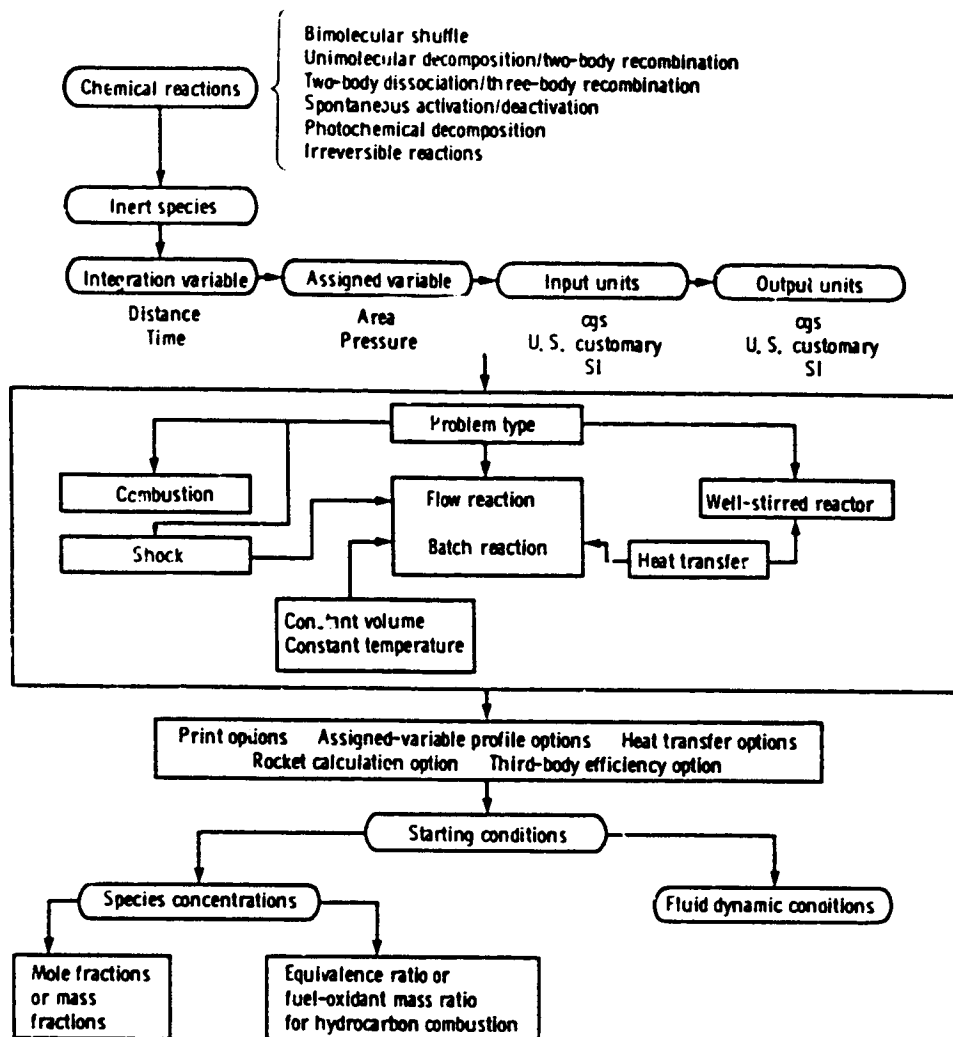 Bimolecular shuffle
Unimolecular decomposition/two-body recombination
Chemical reactions
Two-body dissociation/three-body recombination
Spontaneous activation/deactivation
Photochemical decomposition
Irreversible reactions
Inert species
Integration variable
Assigned variable
Input units
Output units
Distance
Time
Area
Pressure
cgs
U. S. customary
SI
cgs
U. S. customary
SI
Problem type
Combustion
Flow reaction
Well-stirred reactor
Shock
Batch reaction
Heat transfer
Constant volume
Constant temperature
Print options Assigned-variable profile options Heat transfer options
Rocket calculation option Third-body efficiency option
Starting conditions
Species concentrations
Fluid dynamic conditions
Mole fractions
or mass
fractions
Equivalence ratio or
fuel-oxidant mass ratio
for hydrocarbon combustion